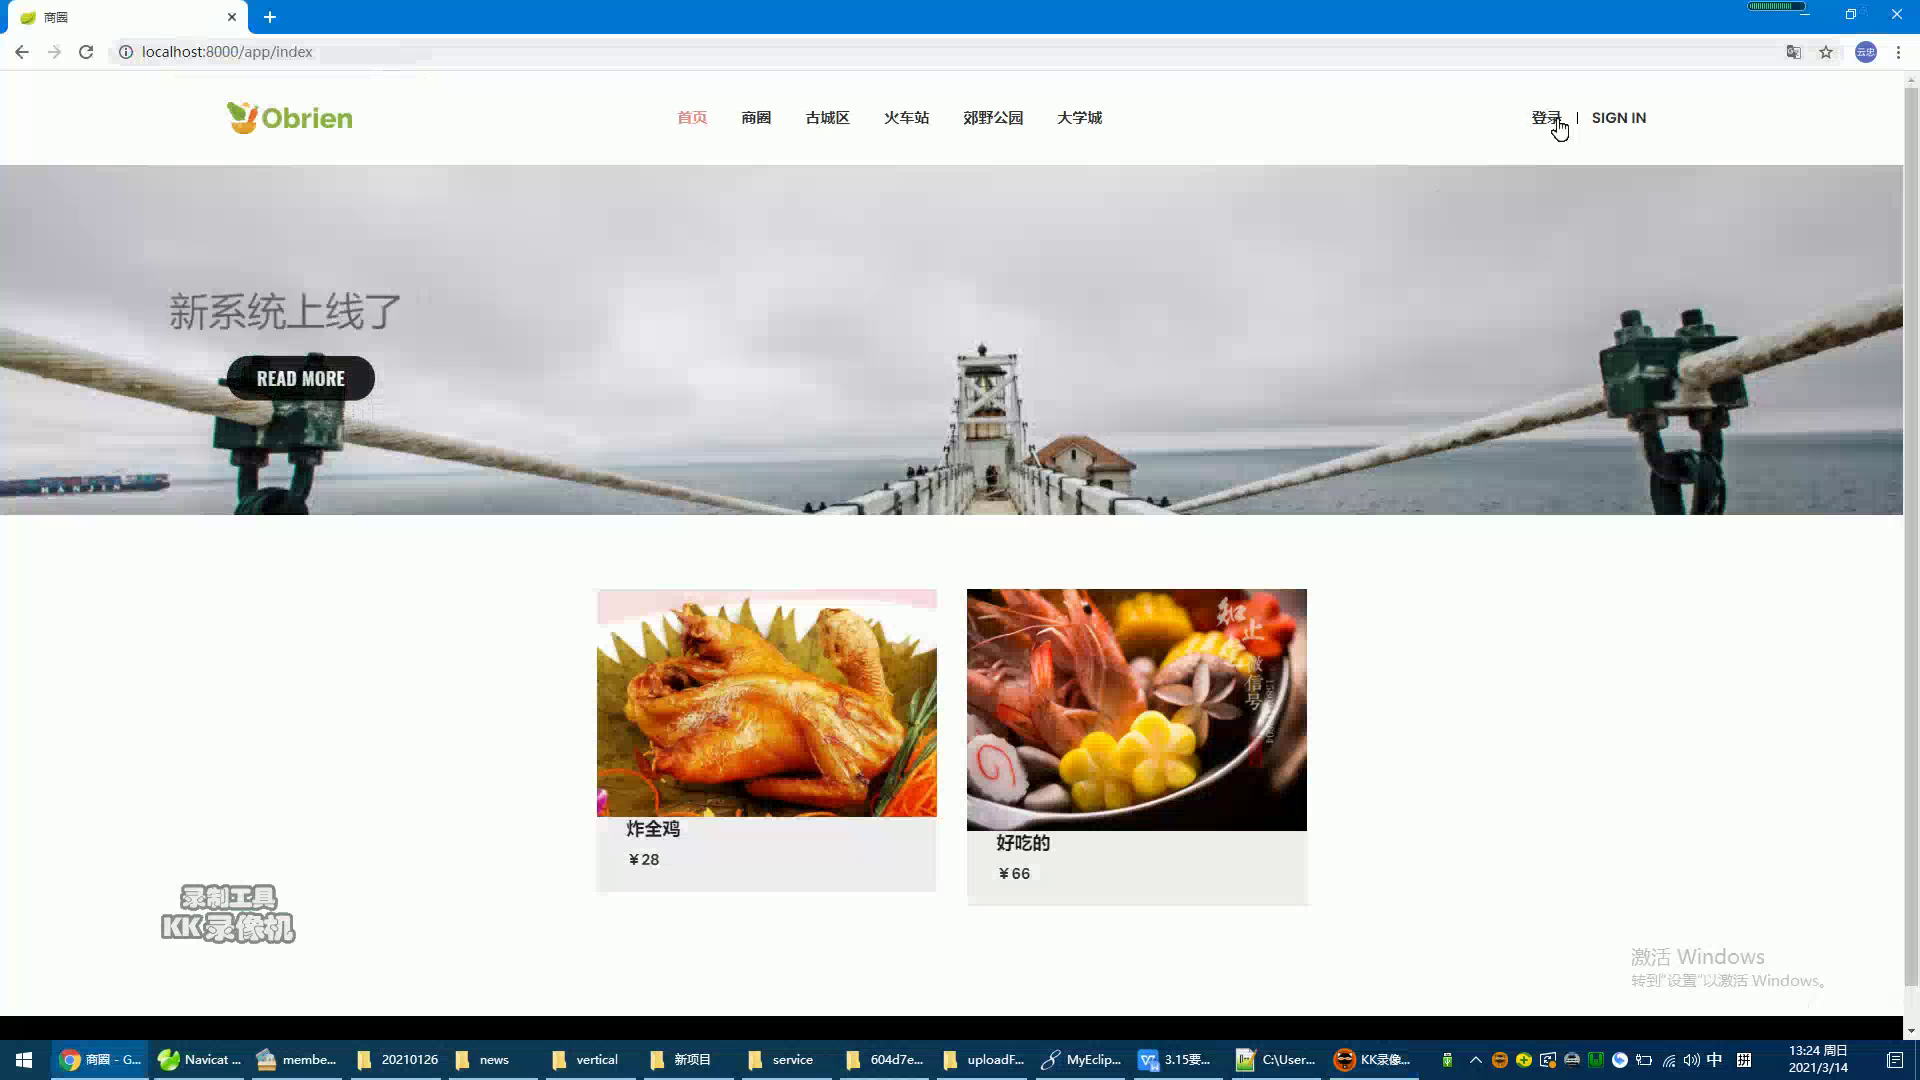 商圈
localhost:8000/app/index
云忠
Obrien
首页 商圈 古城区 火车站 郊野公园 大学城
登录 | SIGN IN
新系统上线了
READ MORE
HANJIN
知止
微信号
炸全鸡
¥28
好吃的
¥66
录制工具
KK录像机
激活 Windows
转到"设置"以激活 Windows。
商圈 - G... Navicat ... membe... 20210126 news vertical 新项目 service 604d7e... uploadF... MyEclip... 3.15要... C:\User... KK录像... 中 拼
13:24 周日
2021/3/14